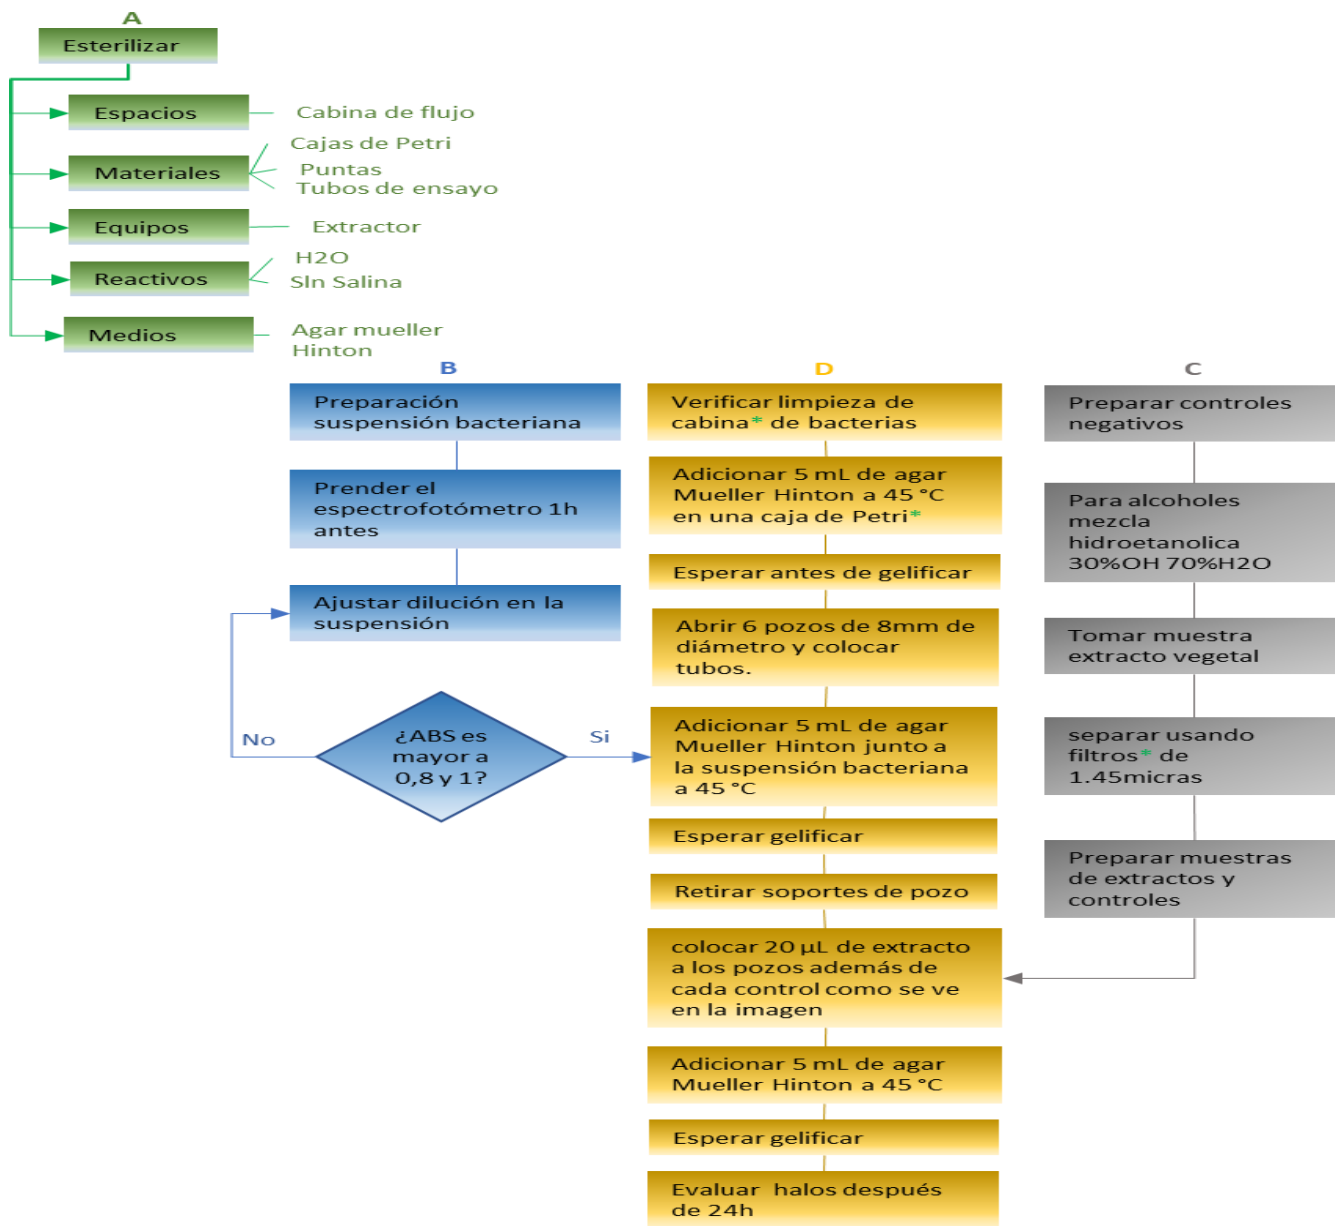 A
Esterilizar
Espacios
Cabina de flujo
Materiales
Cajas de Petri
Puntas
Tubos de ensayo
Equipos
Extractor
Reactivos
H2O
Sln Salina
Medios
Agar mueller
Hinton
B
Preparación
suspensión bacteriana
Prender el
espectrofotómetro 1h
antes
Ajustar dilución en la
suspensión
¿ABS es
mayor a
0,8 y 1?
No
Si
D
Verificar limpieza de
cabina* de bacterias
Adicionar 5 mL de agar
Mueller Hinton a 45 °C
en una caja de Petri*
Esperar antes de gelificar
Abrir 6 pozos de 8mm de
diámetro y colocar
tubos.
Adicionar 5 mL de agar
Mueller Hinton junto a
la suspensión bacteriana
a 45 °C
Esperar gelificar
Retirar soportes de pozo
colocar 20 µL de extracto
a los pozos además de
cada control como se ve
en la imagen
Adicionar 5 mL de agar
Mueller Hinton a 45 °C
Esperar gelificar
Evaluar halos después
de 24h
C
Preparar controles
negativos
Para alcoholes
mezcla
hidroetanolica
30%OH 70%H2O
Tomar muestra
extracto vegetal
separar usando
filtros* de
1.45micras
Preparar muestras
de extractos y
controles